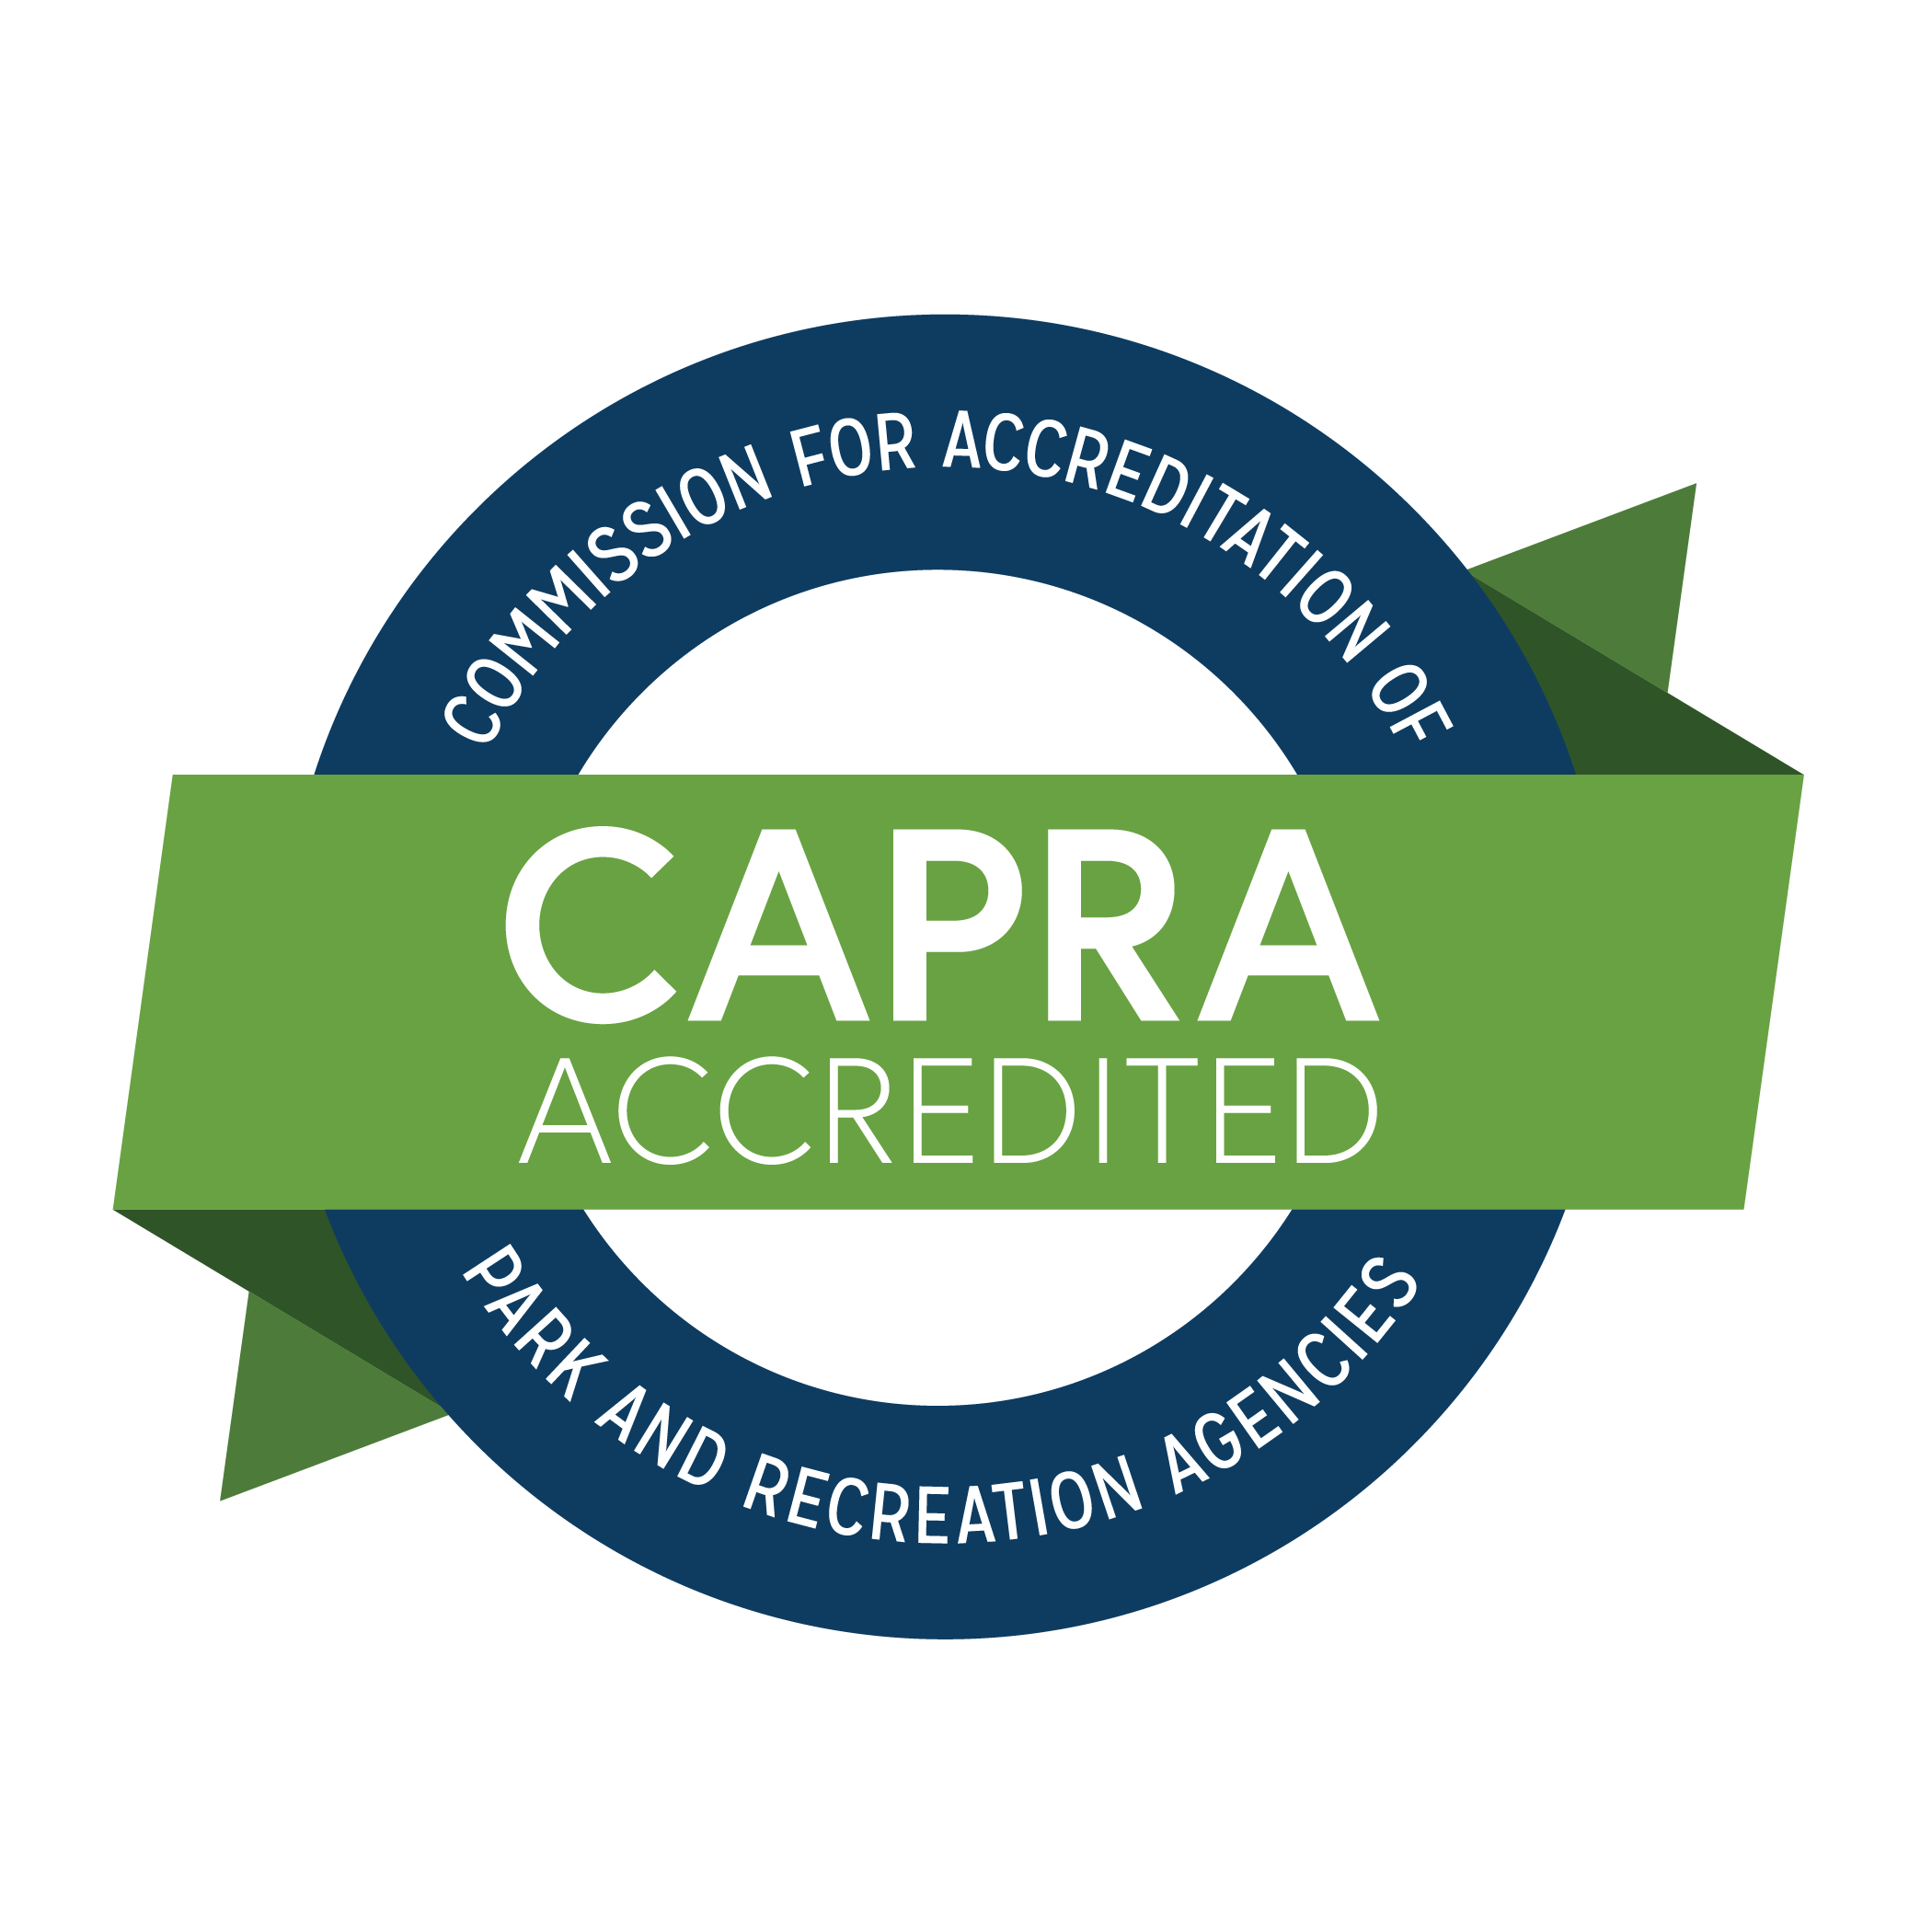 COMMISSION FOR ACCREDITATION OF
CAPRA
ACCREDITED
PARK AND RECREATION AGENCIES